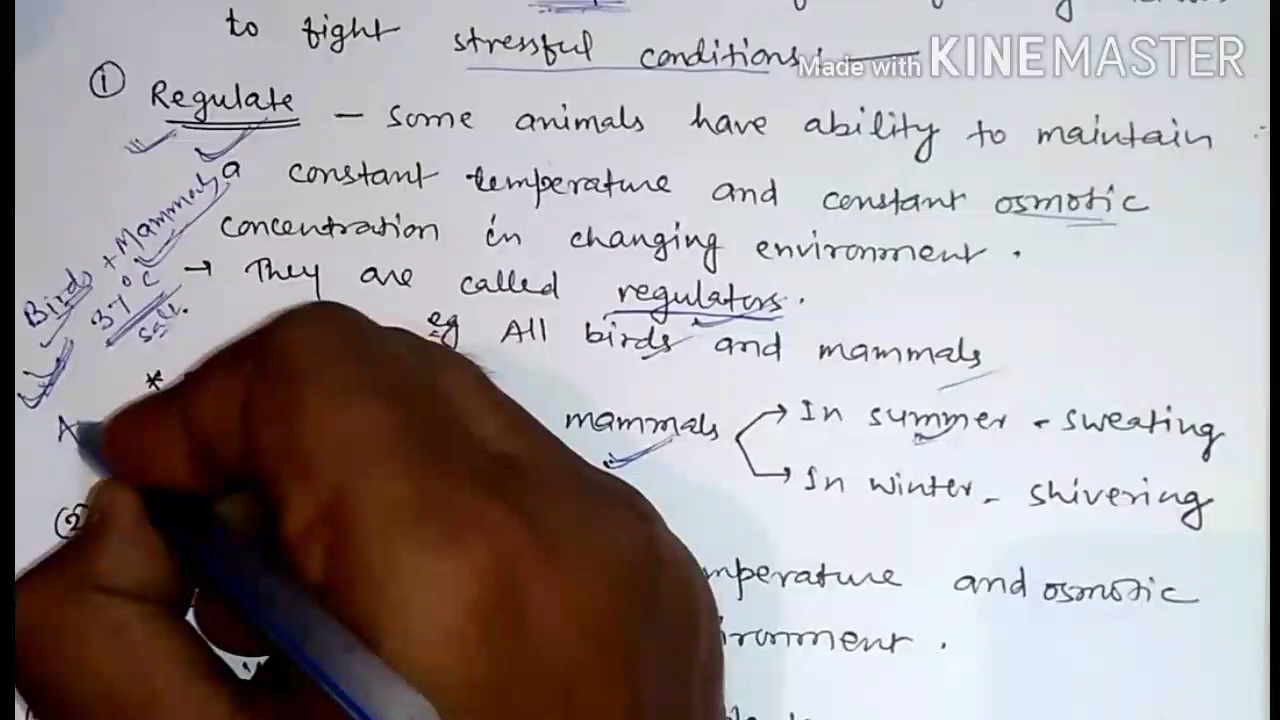 to fight stressful conditions. —
Made with KINEMASTER
① Regulate – Some animals have ability to maintain
a constant temperature and constant osmotic
concentration in changing environment.
Birds + Mammals
37°C
salt
→ They are called regulators.
eg All birds and mammals
*
mammals → In summer - sweating
→ In winter - shivering
A
(2)
mperature and osmotic
ironment.